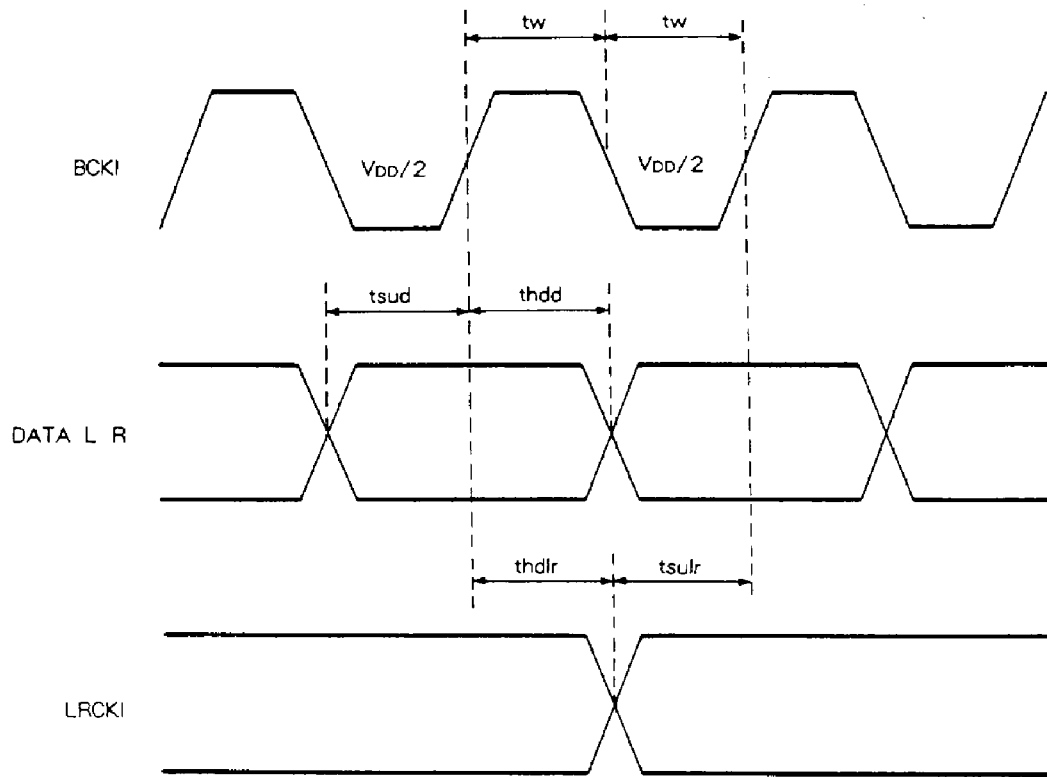 tw tw
BCKI VDD/2 VDD/2
tsud thdd
DATA L R
thdlr tsulr
LRCKI